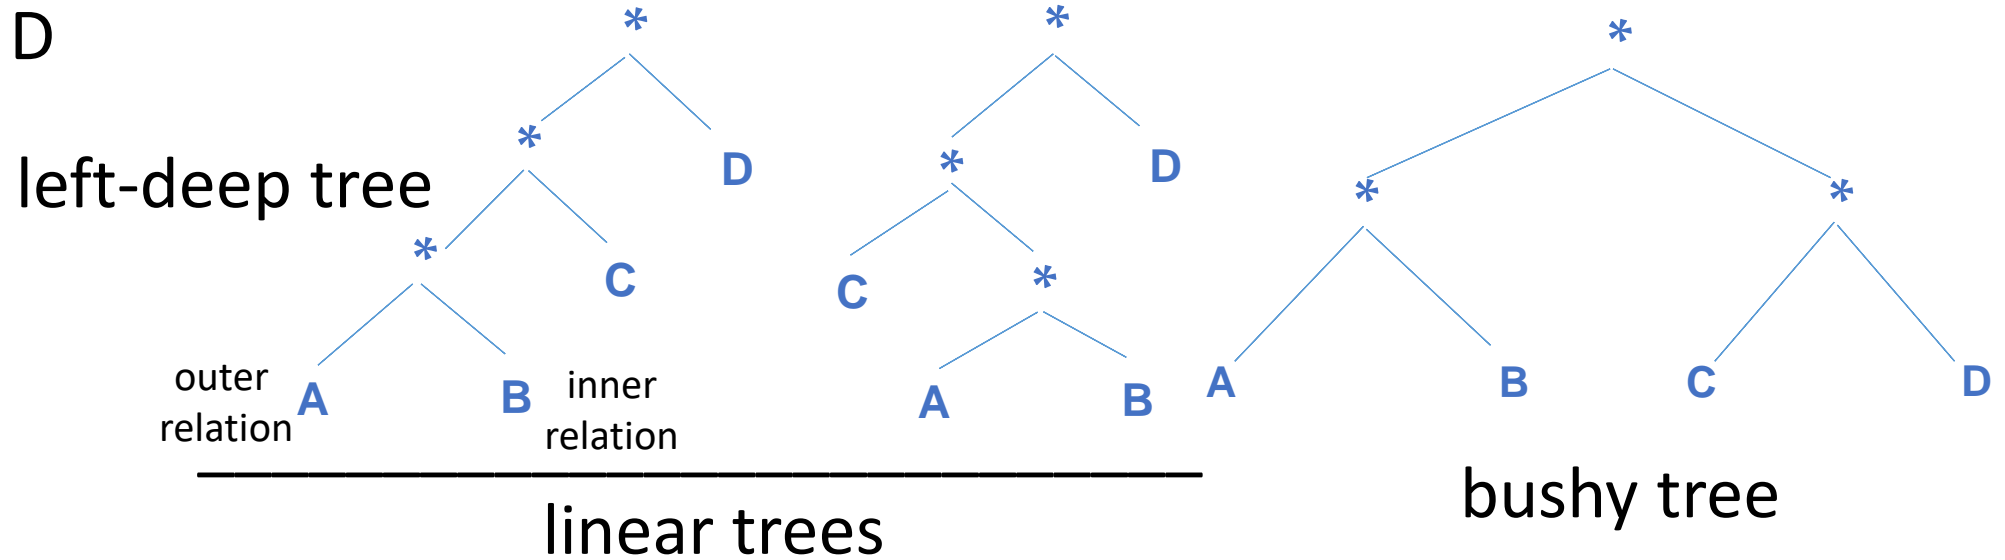 D
*
*
*
left-deep tree
*
*
D
D
*
*
*
C
C
*
outer
relation
A
B
inner
relation
A
B
A
B
C
D
linear trees
bushy tree